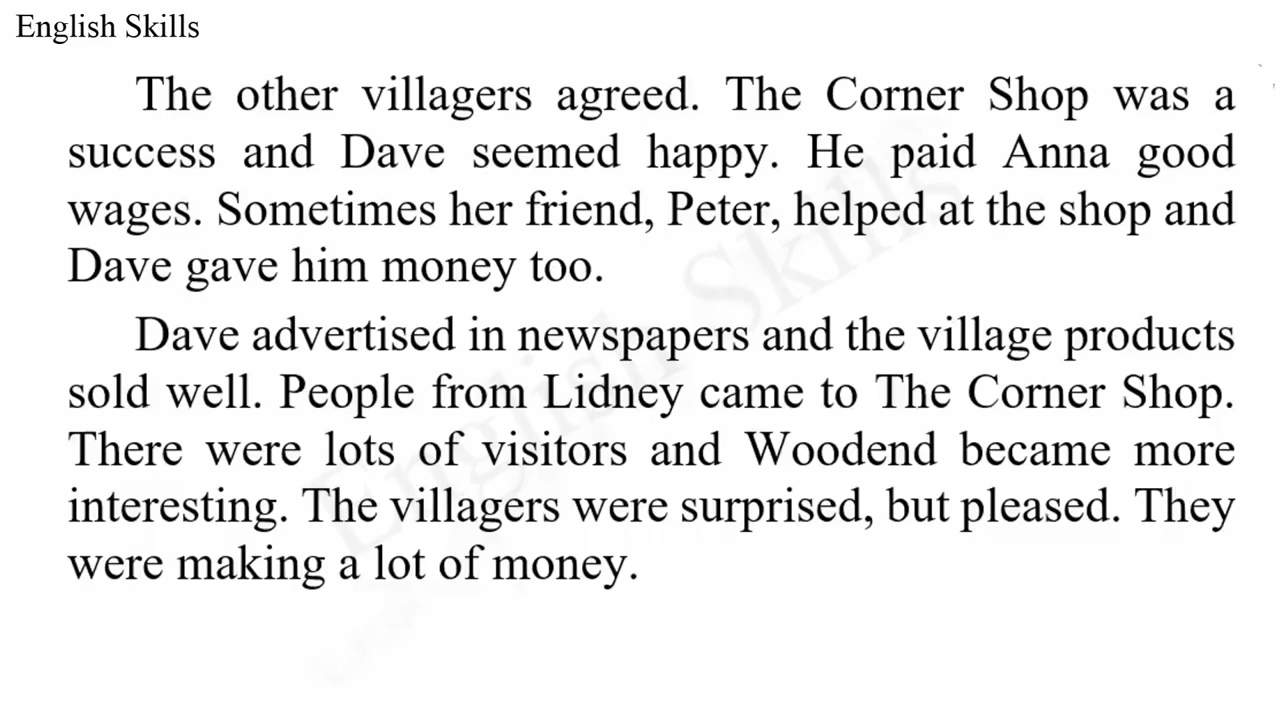 English Skills
The other villagers agreed. The Corner Shop was a
success and Dave seemed happy. He paid Anna good
wages. Sometimes her friend, Peter, helped at the shop and
Dave gave him money too.
Dave advertised in newspapers and the village products
sold well. People from Lidney came to The Corner Shop.
There were lots of visitors and Woodend became more
interesting. The villagers were surprised, but pleased. They
were making a lot of money.
English Skills